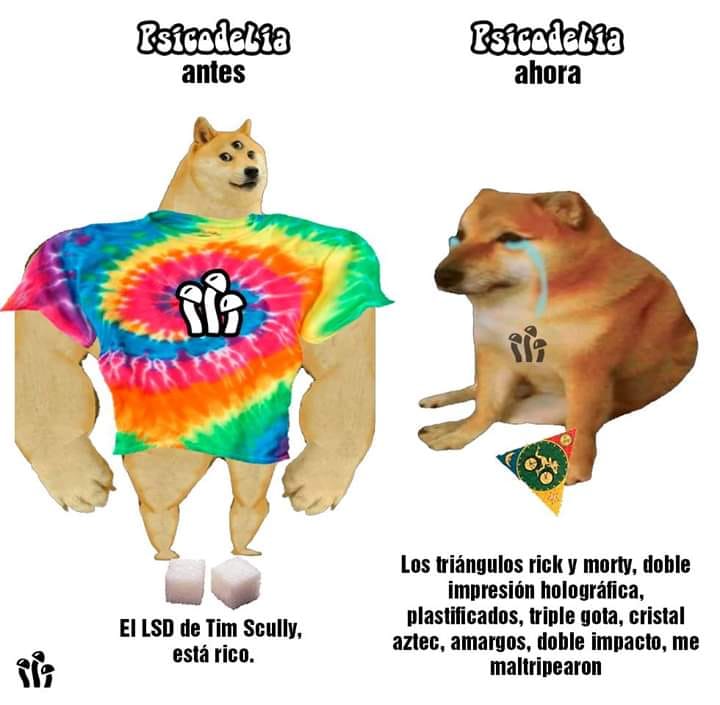 Psicodelia
antes
Psicodelia
ahora
El LSD de Tim Scully,
está rico.
Los triángulos rick y morty, doble
impresión holográfica,
plastificados, triple gota, cristal
aztec, amargos, doble impacto, me
maltripearon